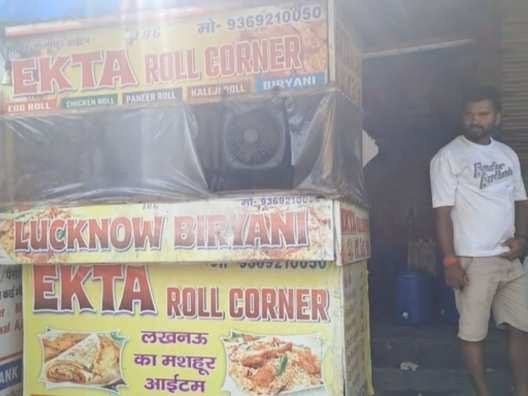 मो- 9369210050
EKTA ROLL CORNER
EGG ROLL CHICKEN ROLL PANEER ROLL KALEJI ROLL BIRYANI
मो- 9369210050
LUCKNOW BIRYANI
मो- 9369210050
EKTA ROLL CORNER
लखनऊ
का मशहूर
आईटम